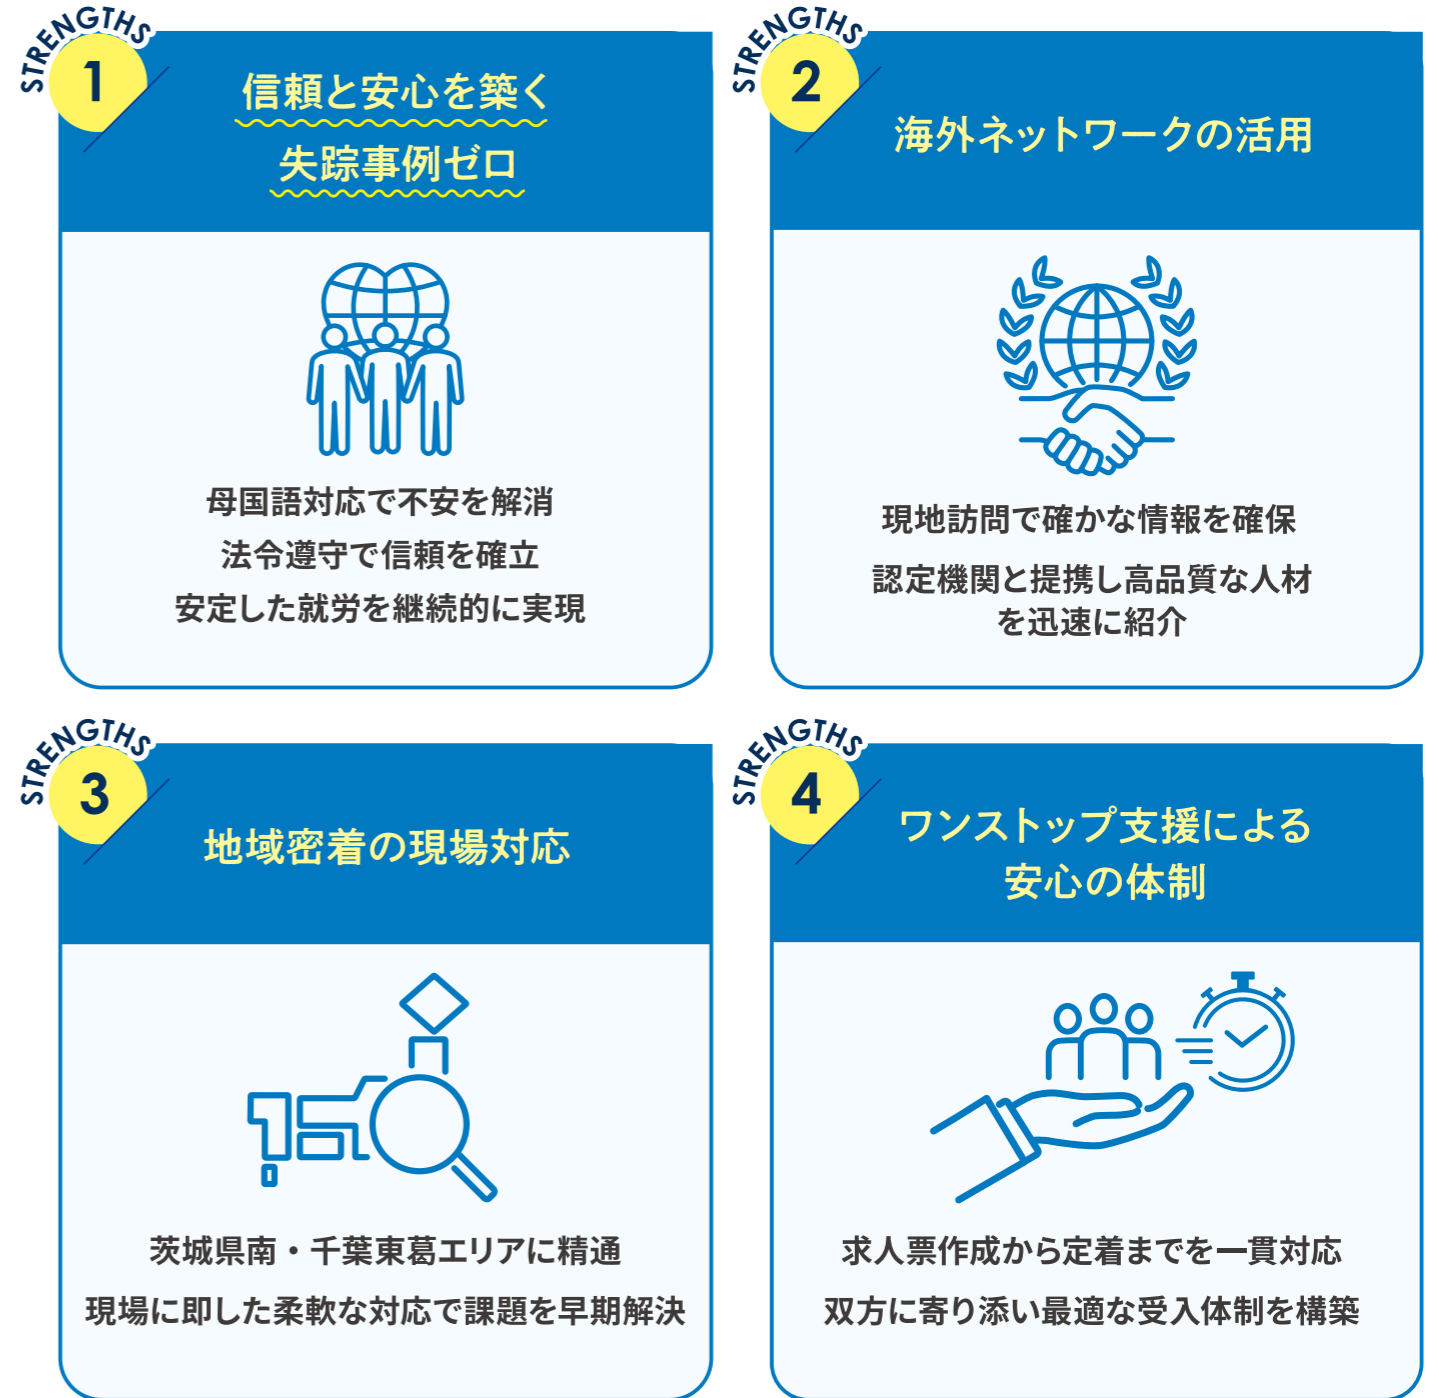 STRENGTHS
1
信頼と安心を築く
失踪事例ゼロ
母国語対応で不安を解消
法令遵守で信頼を確立
安定した就労を継続的に実現
STRENGTHS
2
海外ネットワークの活用
現地訪問で確かな情報を確保
認定機関と提携し高品質な人材
を迅速に紹介
STRENGTHS
3
地域密着の現場対応
茨城県南・千葉東葛エリアに精通
現場に即した柔軟な対応で課題を早期解決
STRENGTHS
4
ワンストップ支援による
安心の体制
求人票作成から定着までを一貫対応
双方に寄り添い最適な受入体制を構築